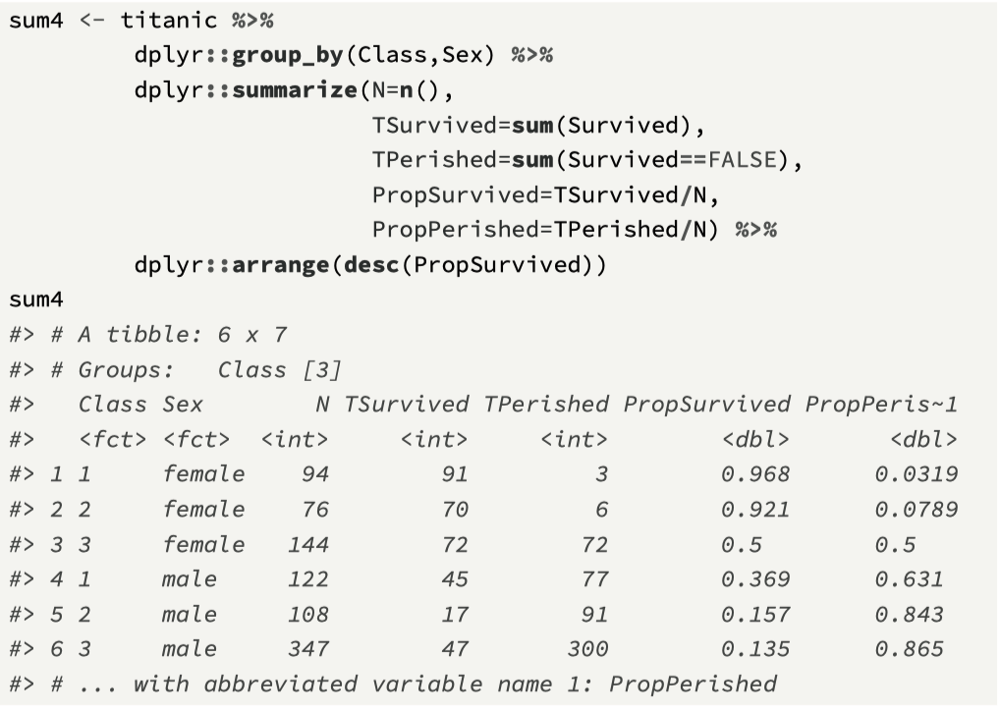 sum4 <- titanic %>%
        dplyr::group_by(Class,Sex) %>%
        dplyr::summarize(N=n(),
                         TSurvived=sum(Survived),
                         TPerished=sum(Survived==FALSE),
                         PropSurvived=TSurvived/N,
                         PropPerished=TPerished/N) %>%
        dplyr::arrange(desc(PropSurvived))
sum4
#> # A tibble: 6 x 7
#> # Groups:   Class [3]
#>   Class Sex        N TSurvived TPerished PropSurvived PropPeris~1
#>   <fct> <fct>  <int>     <int>     <int>        <dbl>       <dbl>
#> 1 1     female    94        91         3        0.968      0.0319
#> 2 2     female    76        70         6        0.921      0.0789
#> 3 3     female   144        72        72        0.5        0.5
#> 4 1     male     122        45        77        0.369      0.631
#> 5 2     male     108        17        91        0.157      0.843
#> 6 3     male     347        47       300        0.135      0.865
#> # ... with abbreviated variable name 1: PropPerished